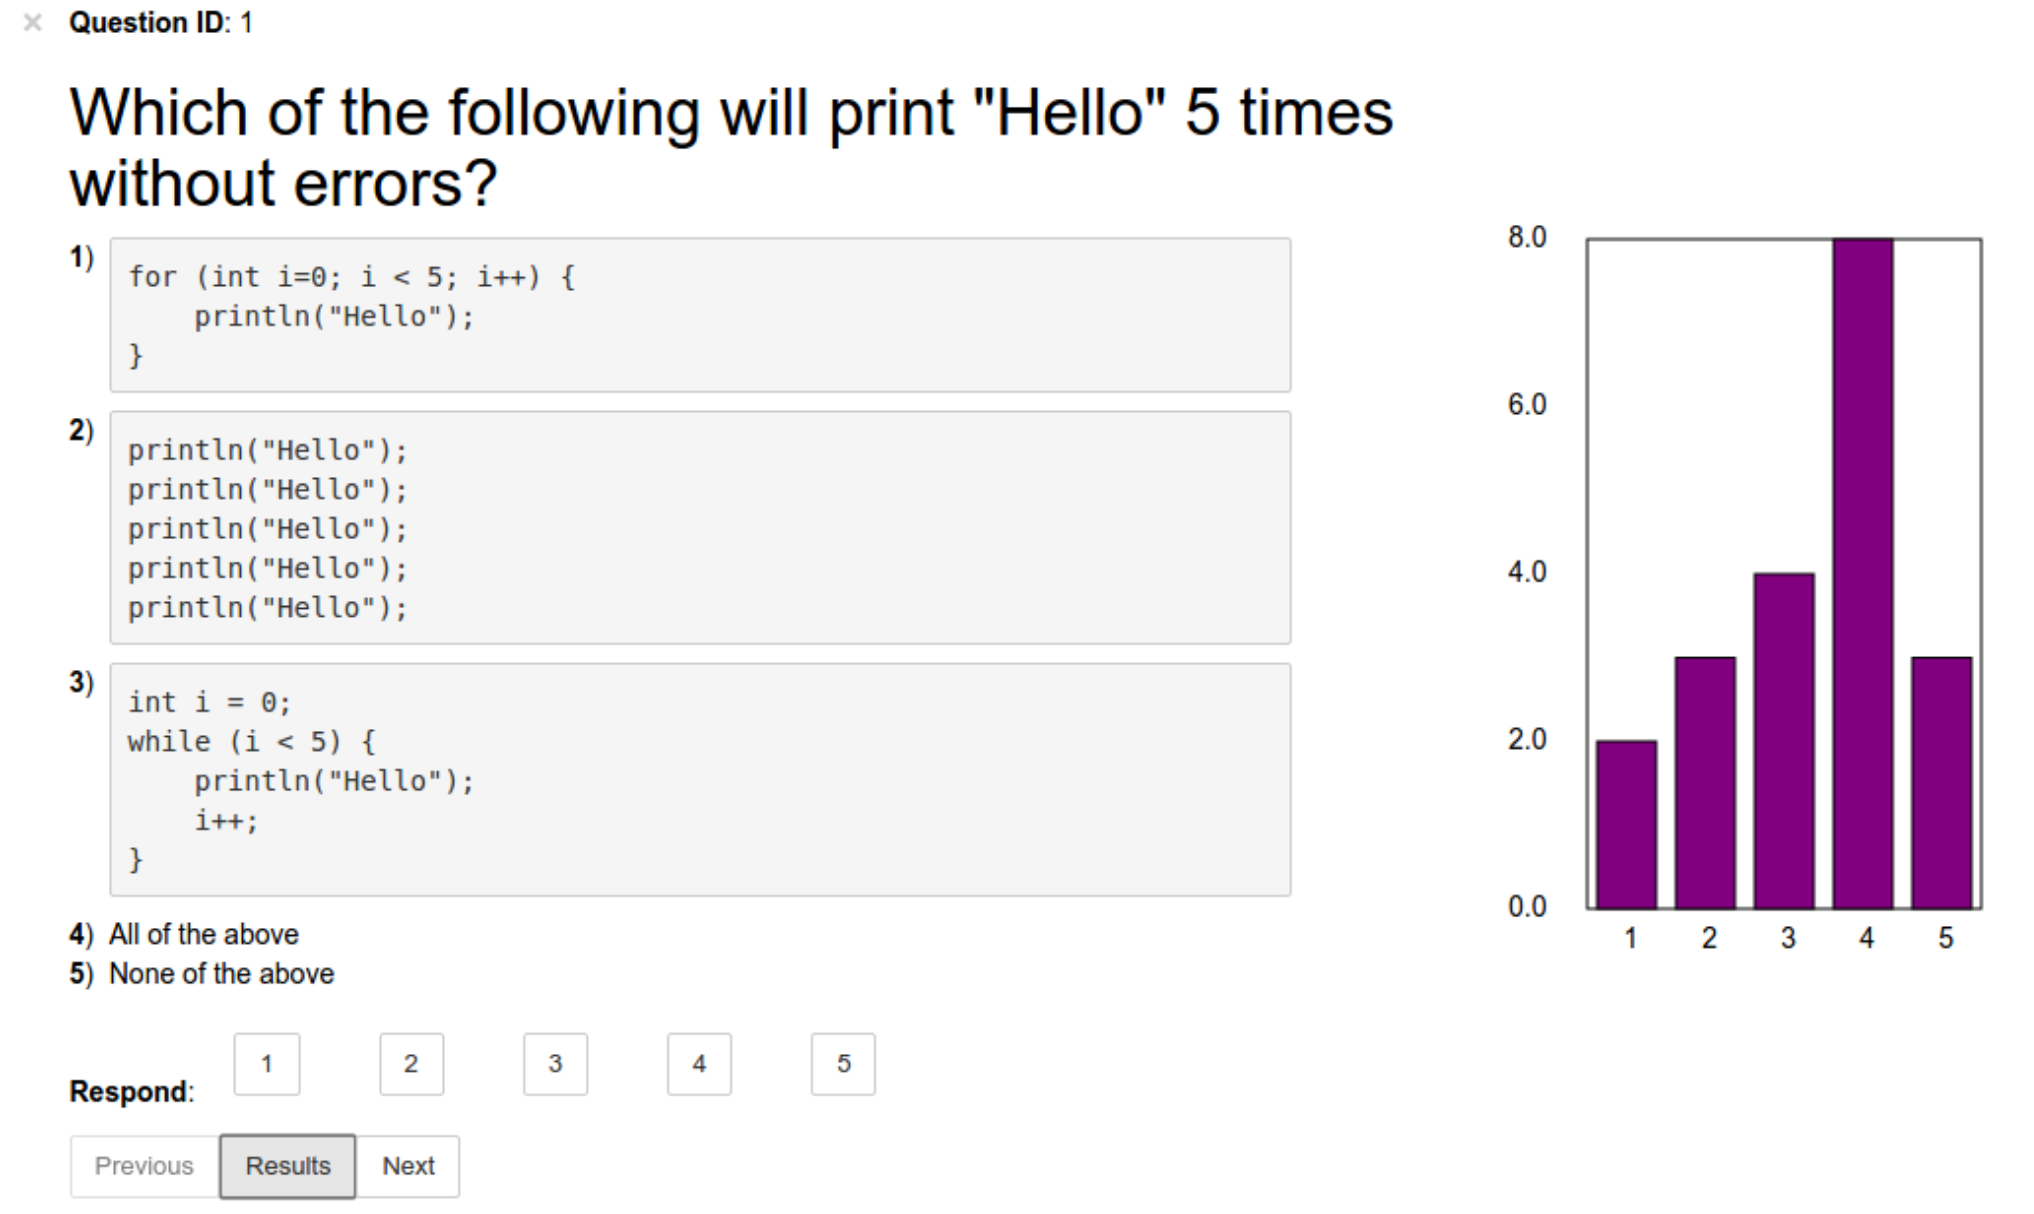 × Question ID: 1
Which of the following will print "Hello" 5 times
without errors?
1)
for (int i=0; i < 5; i++) {
    println("Hello");
}
2)
println("Hello");
println("Hello");
println("Hello");
println("Hello");
println("Hello");
3)
int i = 0;
while (i < 5) {
    println("Hello");
    i++;
}
4) All of the above
5) None of the above
Respond: 1 2 3 4 5
Previous Results Next
8.0
6.0
4.0
2.0
0.0
1 2 3 4 5